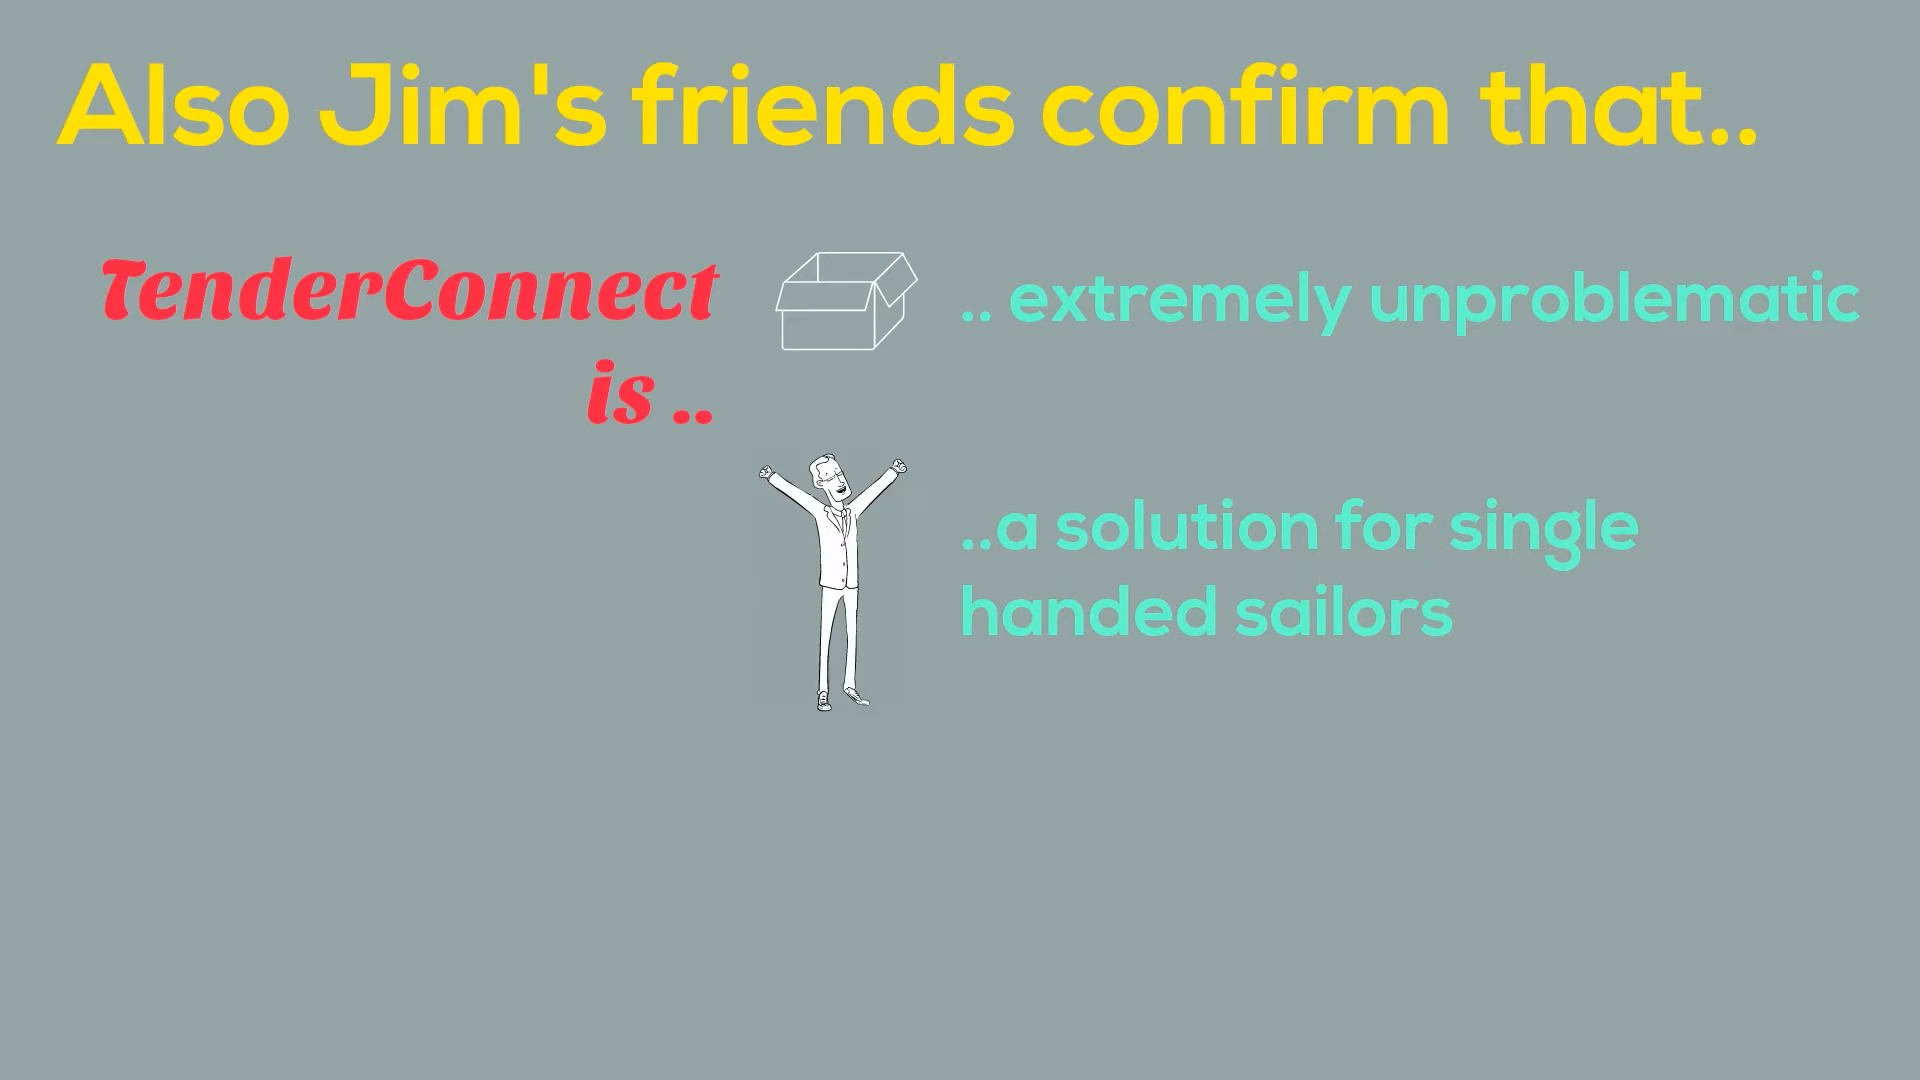 Also Jim's friends confirm that..
TenderConnect
is ..
.. extremely unproblematic
..a solution for single
handed sailors